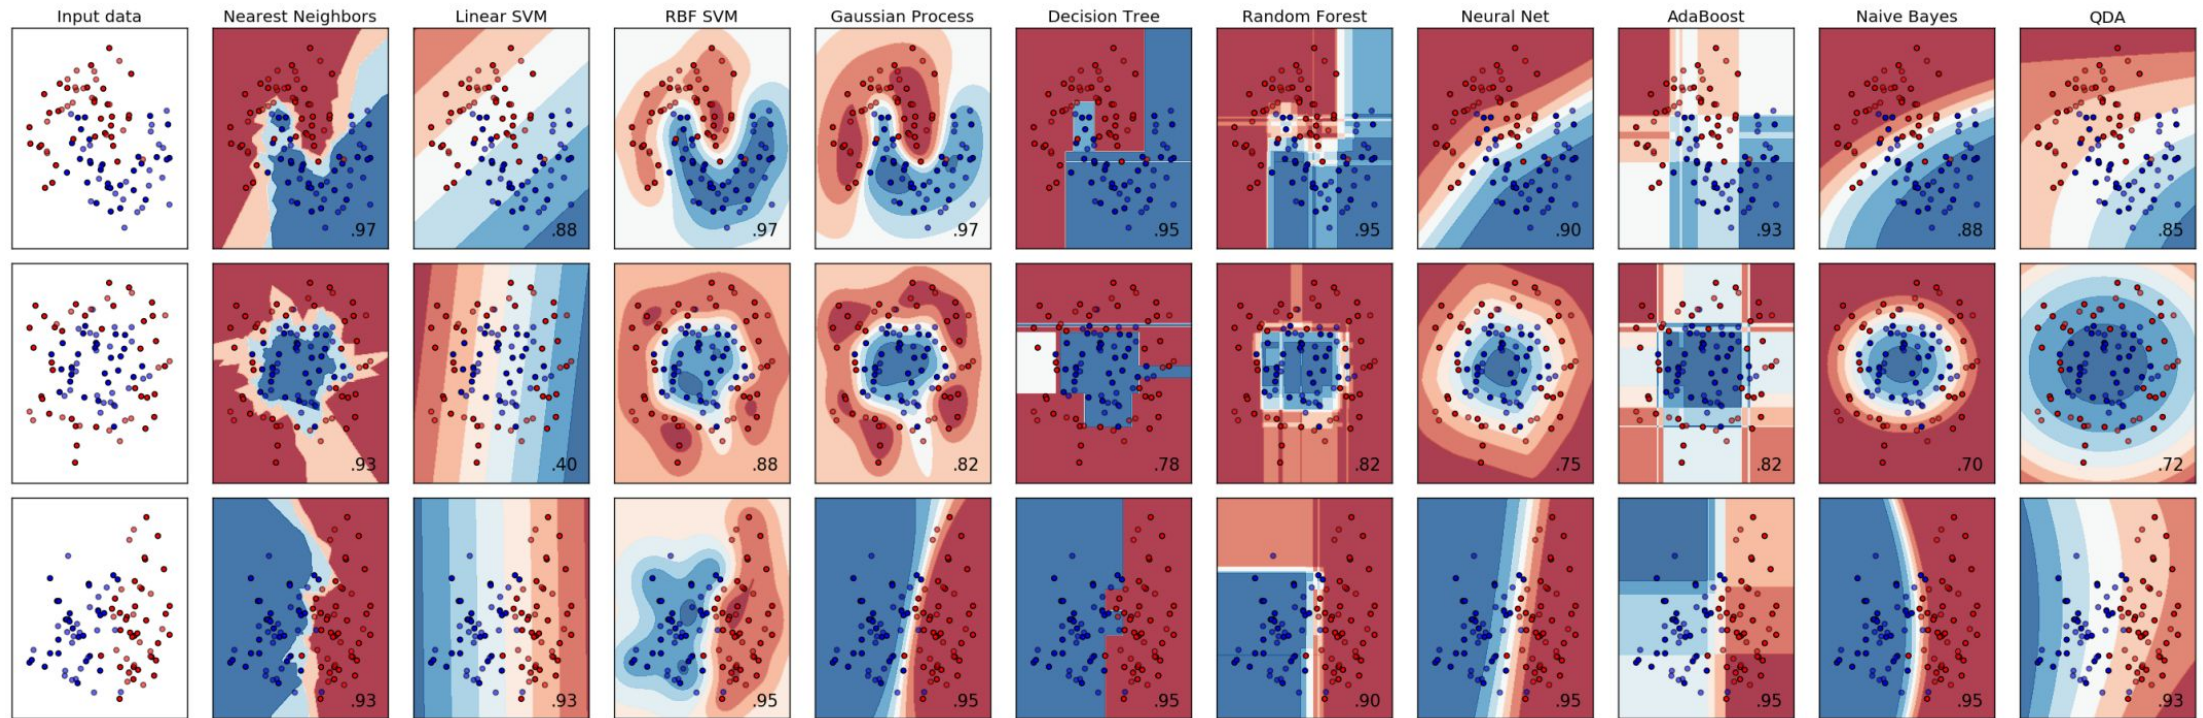 Input data
Nearest Neighbors
Linear SVM
RBF SVM
Gaussian Process
Decision Tree
Random Forest
Neural Net
AdaBoost
Naive Bayes
QDA
.97
.88
.97
.97
.95
.95
.90
.93
.88
.85
.93
.40
.88
.82
.78
.82
.75
.82
.70
.72
.93
.93
.95
.95
.95
.90
.95
.95
.95
.93